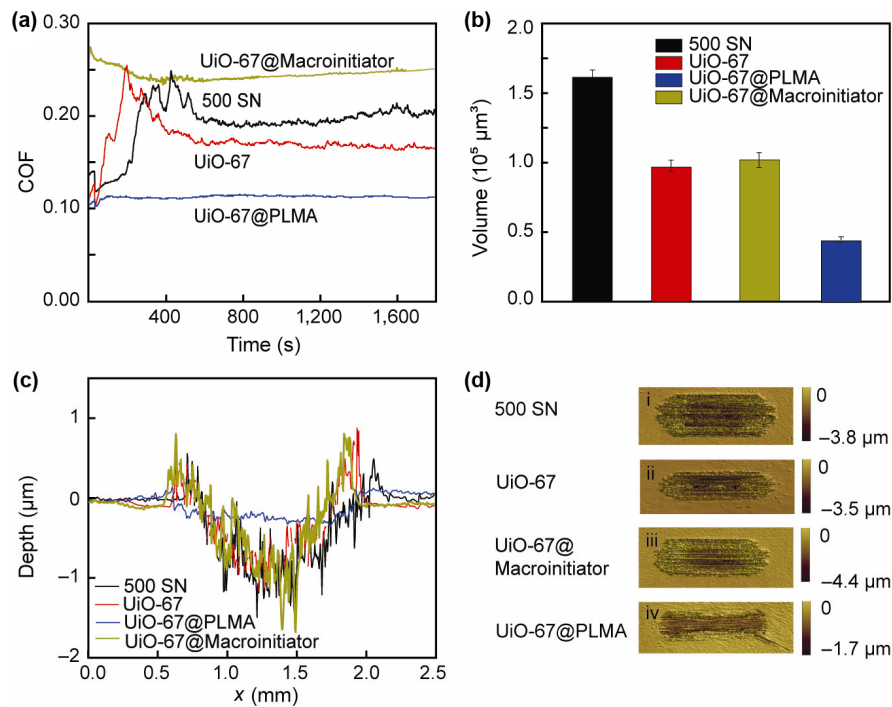 (a)
0.30
0.20
0.10
0.00
COF
400
800
1,200
1,600
Time (s)
UiO-67@Macroinitiator
500 SN
UiO-67
UiO-67@PLMA
(b)
2.0
1.5
1.0
0.5
0.0
Volume (10⁵ μm³)
500 SN
UiO-67
UiO-67@PLMA
UiO-67@Macroinitiator
(c)
1
0
–1
–2
Depth (μm)
500 SN
UiO-67
UiO-67@PLMA
UiO-67@Macroinitiator
0.0
0.5
1.0
1.5
2.0
2.5
x (mm)
(d)
500 SN
i
0
–3.8 μm
UiO-67
ii
0
–3.5 μm
UiO-67@
Macroinitiator
iii
0
–4.4 μm
UiO-67@PLMA
iv
0
–1.7 μm